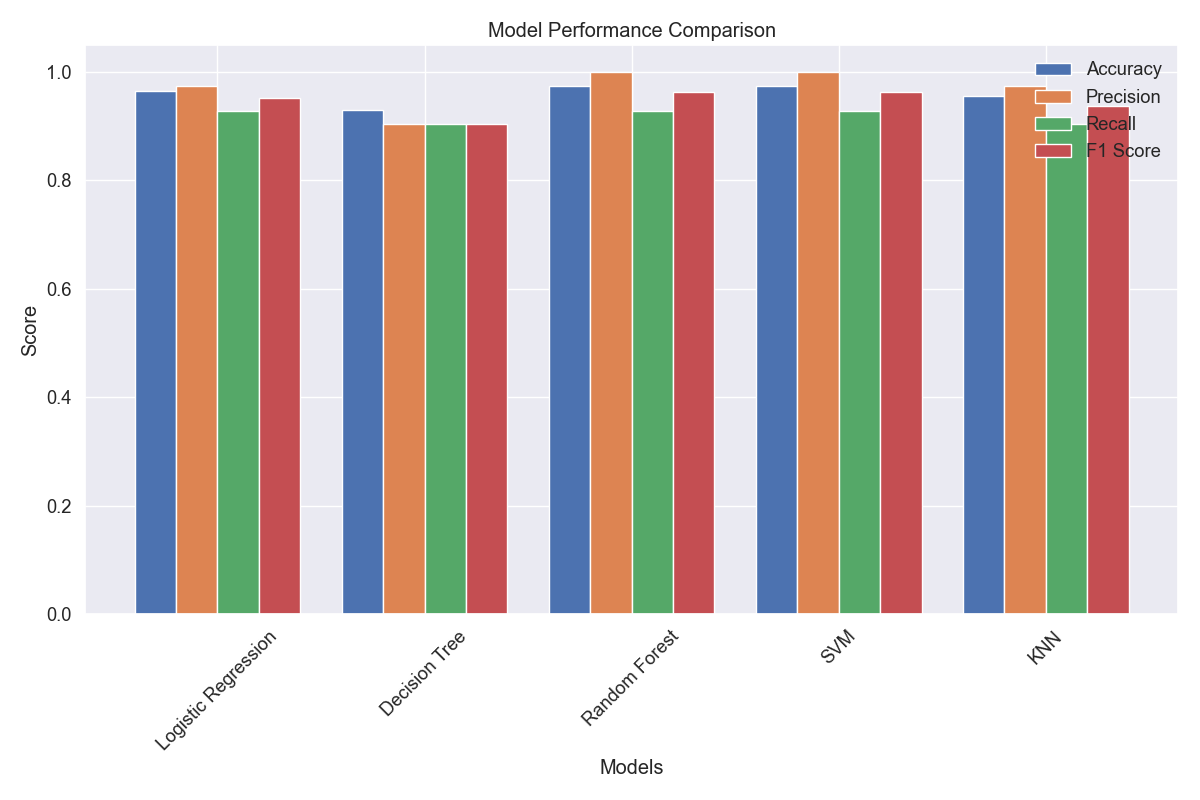 Model Performance Comparison
Accuracy
Precision
Recall
F1 Score
1.0
0.8
0.6
0.4
0.2
0.0
Score
Logistic Regression
Decision Tree
Random Forest
SVM
KNN
Models